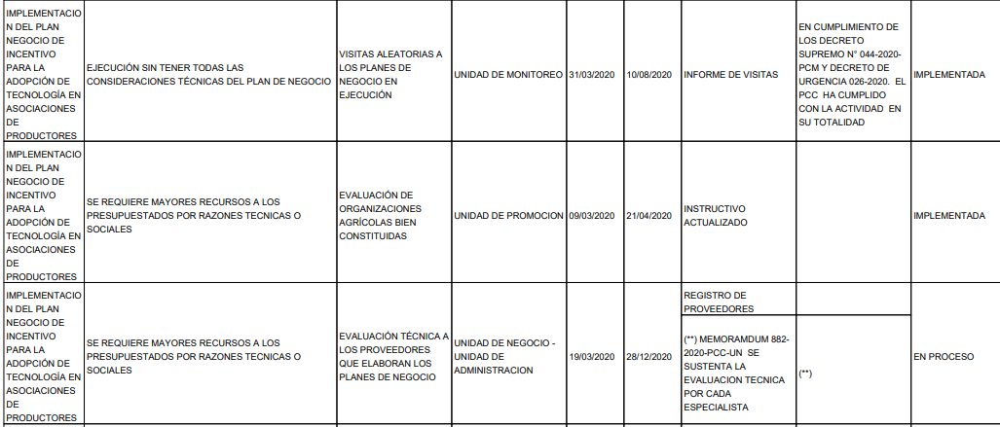 IMPLEMENTACIO
N DEL PLAN
NEGOCIO DE
INCENTIVO
PARA LA
ADOPCIÓN DE
TECNOLOGÍA EN
ASOCIACIONES
DE
PRODUCTORES
EJECUCIÓN SIN TENER TODAS LAS
CONSIDERACIONES TÉCNICAS DEL PLAN DE NEGOCIO
VISITAS ALEATORIAS A
LOS PLANES DE
NEGOCIO EN
EJECUCIÓN
UNIDAD DE MONITOREO
31/03/2020
10/08/2020
INFORME DE VISITAS
EN CUMPLIMIENTO DE
LOS DECRETO
SUPREMO N° 044-2020-
PCM Y DECRETO DE
URGENCIA 026-2020. EL
PCC HA CUMPLIDO
CON LA ACTIVIDAD EN
SU TOTALIDAD
IMPLEMENTADA
IMPLEMENTACIO
N DEL PLAN
NEGOCIO DE
INCENTIVO
PARA LA
ADOPCIÓN DE
TECNOLOGÍA EN
ASOCIACIONES
DE
PRODUCTORES
SE REQUIERE MAYORES RECURSOS A LOS
PRESUPUESTADOS POR RAZONES TECNICAS O
SOCIALES
EVALUACIÓN DE
ORGANIZACIONES
AGRÍCOLAS BIEN
CONSTITUIDAS
UNIDAD DE PROMOCION
09/03/2020
21/04/2020
INSTRUCTIVO
ACTUALIZADO
IMPLEMENTADA
IMPLEMENTACIO
N DEL PLAN
NEGOCIO DE
INCENTIVO
PARA LA
ADOPCIÓN DE
TECNOLOGÍA EN
ASOCIACIONES
DE
PRODUCTORES
SE REQUIERE MAYORES RECURSOS A LOS
PRESUPUESTADOS POR RAZONES TECNICAS O
SOCIALES
EVALUACIÓN TÉCNICA A
LOS PROVEEDORES
QUE ELABORAN LOS
PLANES DE NEGOCIO
UNIDAD DE NEGOCIO -
UNIDAD DE
ADMINISTRACION
19/03/2020
28/12/2020
REGISTRO DE
PROVEEDORES
(**) MEMORAMDUM 882-
2020-PCC-UN SE
SUSTENTA LA
EVALUACION TECNICA
POR CADA
ESPECIALISTA
(**)
EN PROCESO